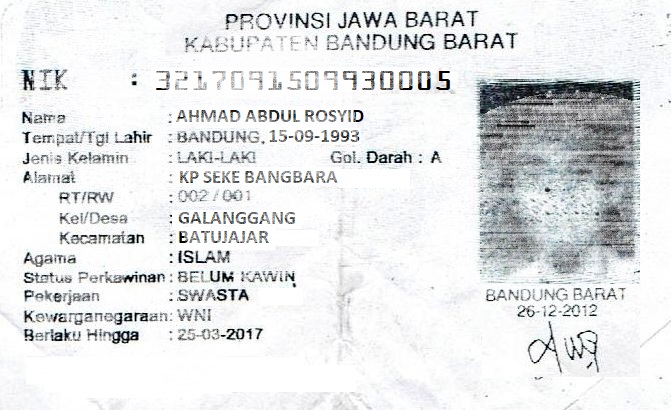 PROVINSI JAWA BARAT
KABUPATEN BANDUNG BARAT
NIK : 3217091509930005
Nama : AHMAD ABDUL ROSYID
Tempat/Tgl Lahir : BANDUNG, 15-09-1993
Jenis Kelamin : LAKI-LAKI Gol. Darah : A
Alamat : KP SEKE BANGBARA
RT/RW : 002 / 001
Kel/Desa : GALANGGANG
Kecamatan : BATUJAJAR
Agama : ISLAM
Status Perkawinan: BELUM KAWIN
Pekerjaan : SWASTA
Kewarganegaraan: WNI
Berlaku Hingga : 25-03-2017
BANDUNG BARAT
26-12-2012